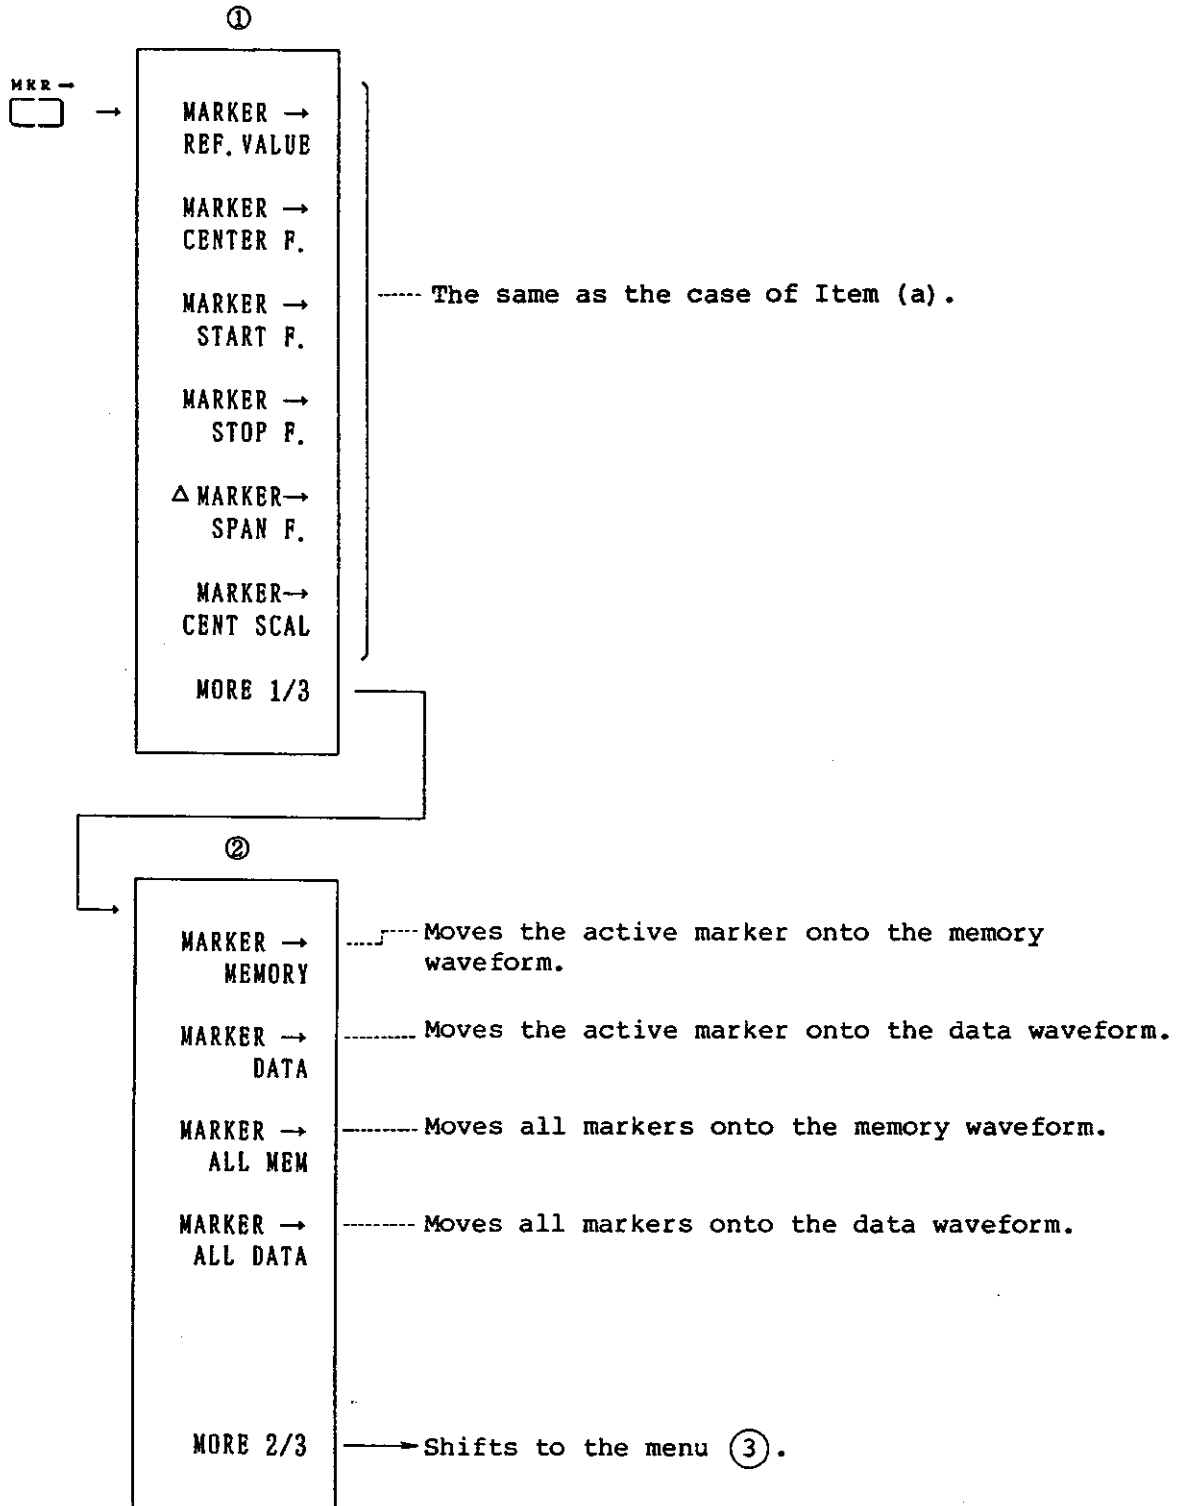 ①
MKR →
→
MARKER →
REF. VALUE
MARKER →
CENTER F.
MARKER →
START F.
------ The same as the case of Item (a).
MARKER →
STOP F.
△ MARKER→
SPAN F.
MARKER→
CENT SCAL
MORE 1/3
②
MARKER →
MEMORY
Moves the active marker onto the memory
waveform.
MARKER →
DATA
Moves the active marker onto the data waveform.
MARKER →
ALL MEM
Moves all markers onto the memory waveform.
MARKER →
ALL DATA
Moves all markers onto the data waveform.
MORE 2/3
Shifts to the menu ③.